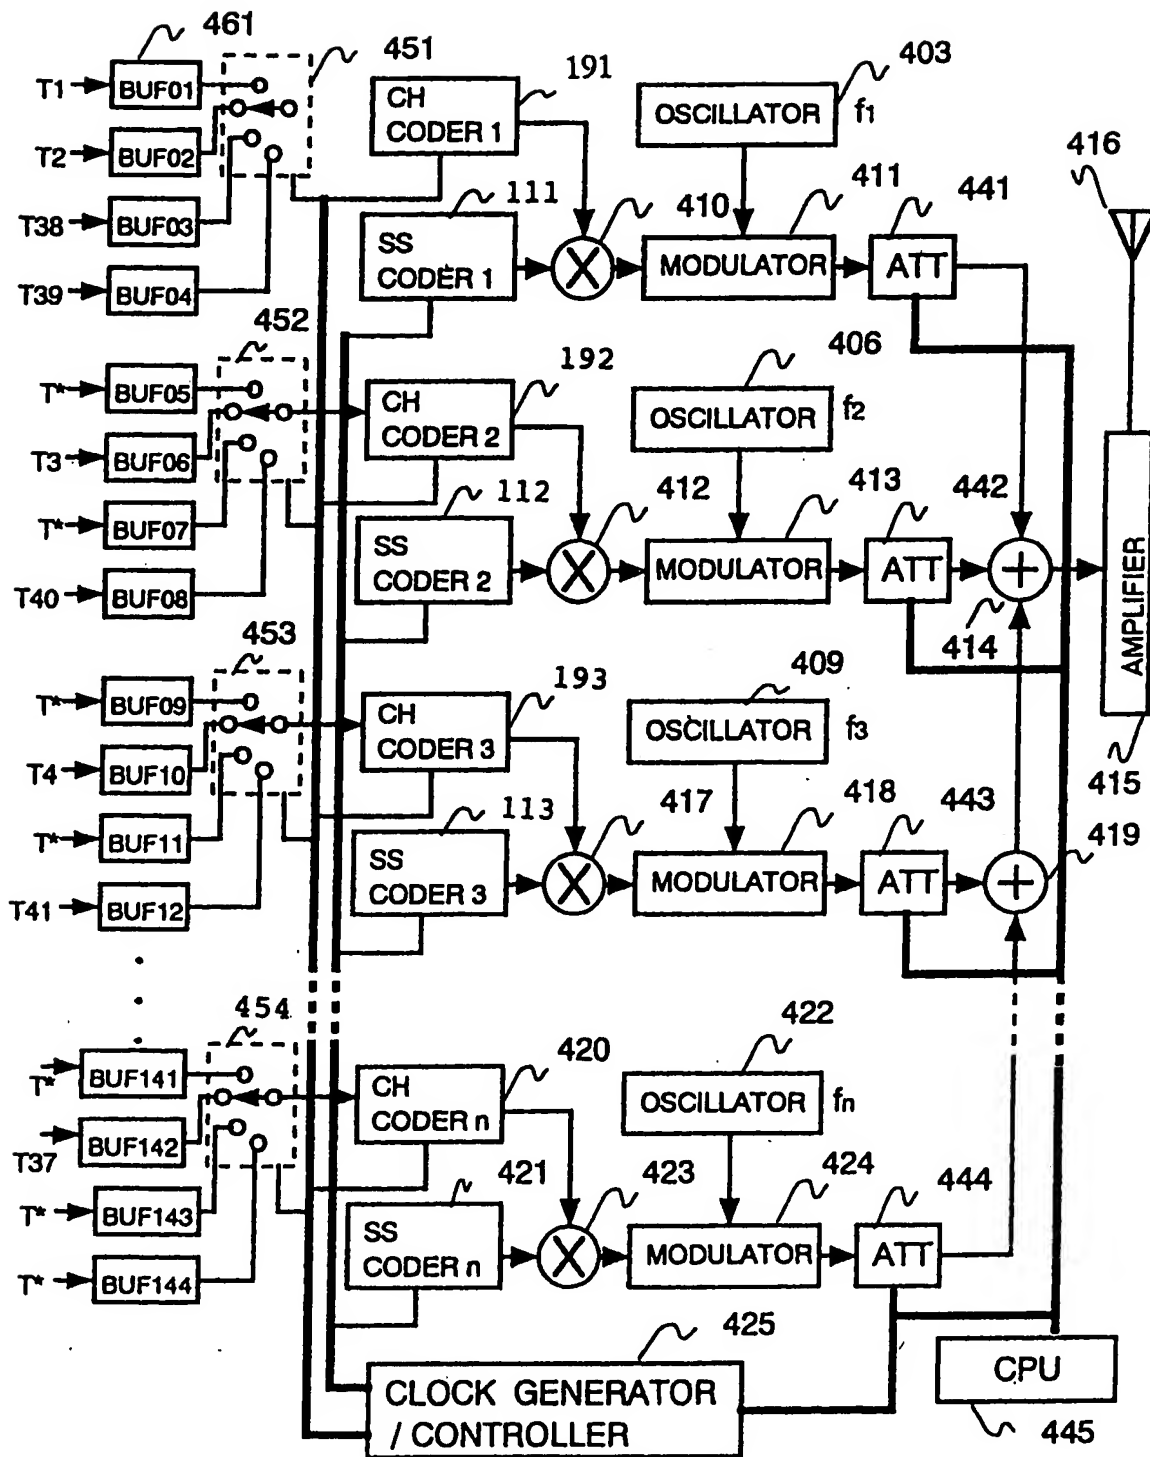 461
T1 BUF01
T2 BUF02
T38 BUF03
T39 BUF04
451
CH
CODER 1
191
OSCILLATOR f1
403
SS
CODER 1
111
410
MODULATOR
411
ATT
441
416
T* BUF05
T3 BUF06
T* BUF07
T40 BUF08
452
CH
CODER 2
192
OSCILLATOR f2
406
SS
CODER 2
112
412
MODULATOR
413
ATT
442
414
AMPLIFIER
415
T* BUF09
T4 BUF10
T* BUF11
T41 BUF12
453
CH
CODER 3
193
OSCILLATOR f3
409
SS
CODER 3
113
417
MODULATOR
418
ATT
443
419
T* BUF141
T37 BUF142
T* BUF143
T* BUF144
454
CH
CODER n
420
OSCILLATOR fn
422
SS
CODER n
421
423
MODULATOR
424
ATT
444
CLOCK GENERATOR
/ CONTROLLER
425
CPU
445